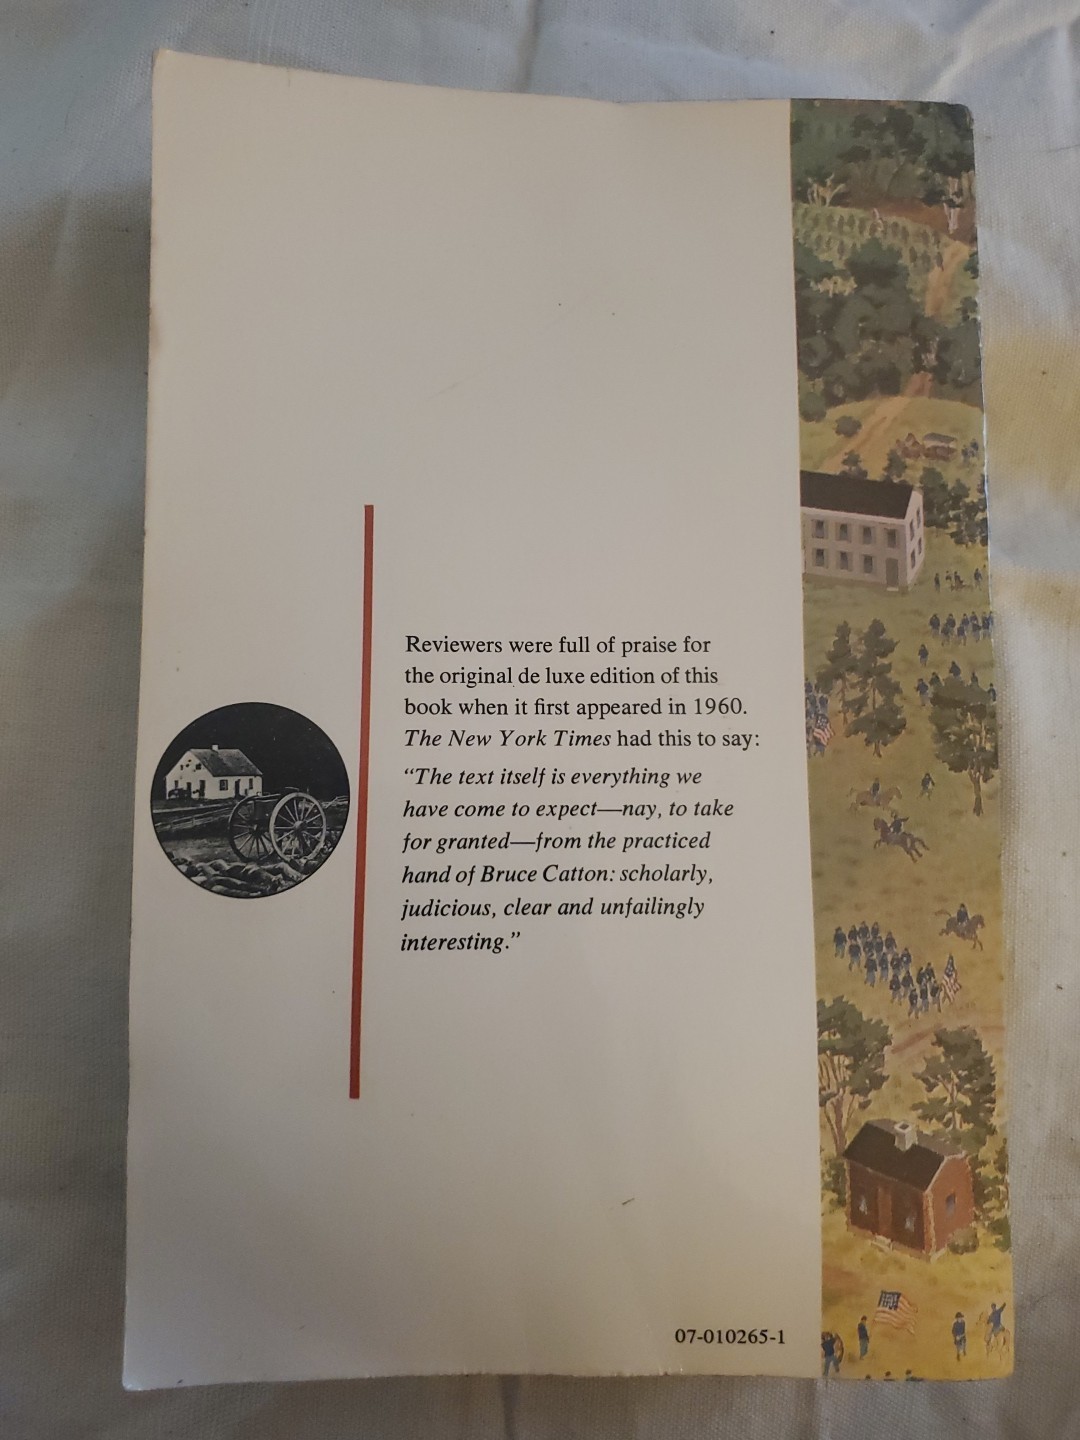 Reviewers were full of praise for
the original de luxe edition of this
book when it first appeared in 1960.
The New York Times had this to say:
“The text itself is everything we
have come to expect—nay, to take
for granted—from the practiced
hand of Bruce Catton: scholarly,
judicious, clear and unfailingly
interesting.”
07-010265-1